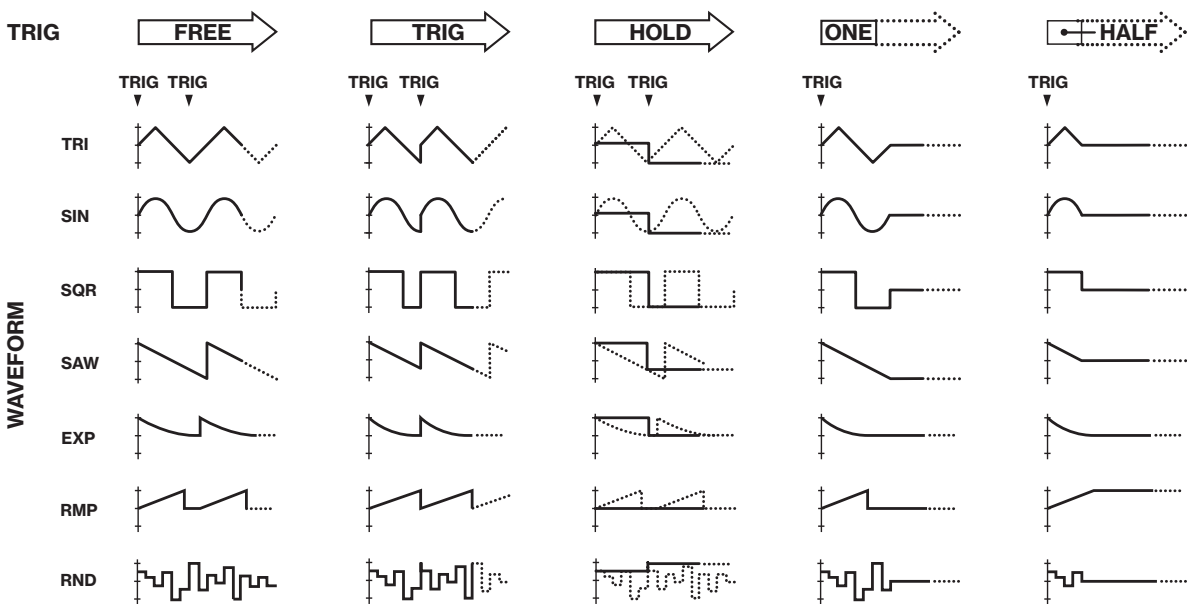 TRIG FREE TRIG HOLD ONE HALF
TRIG TRIG TRIG TRIG TRIG TRIG TRIG TRIG
WAVEFORM
TRI
SIN
SQR
SAW
EXP
RMP
RND